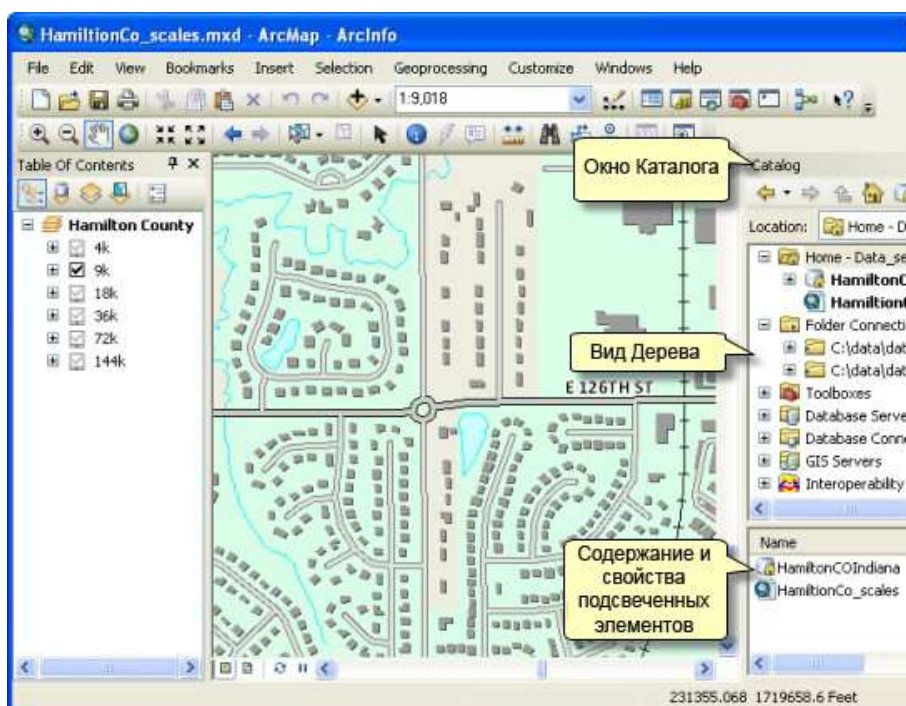 HamiltionCo_scales.mxd - ArcMap - ArcInfo
File Edit View Bookmarks Insert Selection Geoprocessing Customize Windows Help
1:9,018
Table Of Contents
Hamilton County
4k
9k
18k
36k
72k
144k
E 126TH ST
Окно Каталога
Вид Дерева
Содержание и
свойства
подсвеченных
элементов
Catalog
Location: Home - D
Home - Data_se
HamiltonC
Hamiltion
Folder Connecti
C:\data\dat
C:\data\dat
Toolboxes
Database Serve
Database Conne
GIS Servers
Interoperability
Name
HamiltonCOIndiana
HamiltionCo_scales
231355.068 1719658.6 Feet